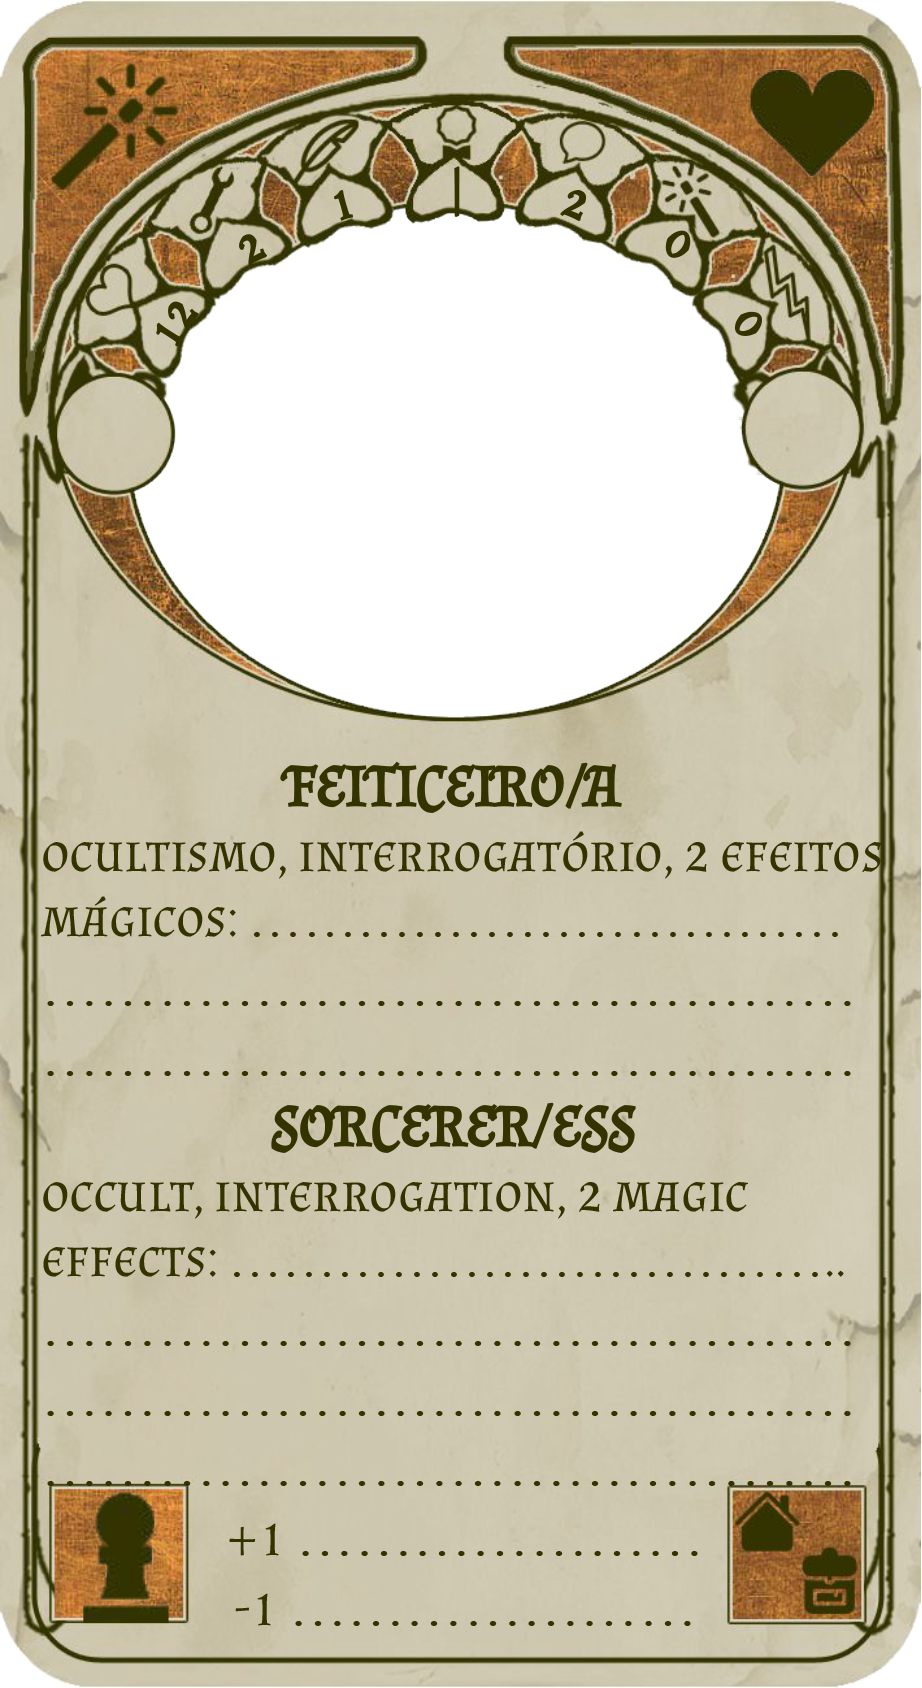 12 2 1 | 2 0 0
FEITICEIRO/A
OCULTISMO, INTERROGATÓRIO, 2 EFEITOS
MÁGICOS: .................................
..........................................
..........................................
SORCERER/ESS
OCCULT, INTERROGATION, 2 MAGIC
EFFECTS: ..................................
..........................................
..........................................
..........................................
+1 ......................
-1 ......................